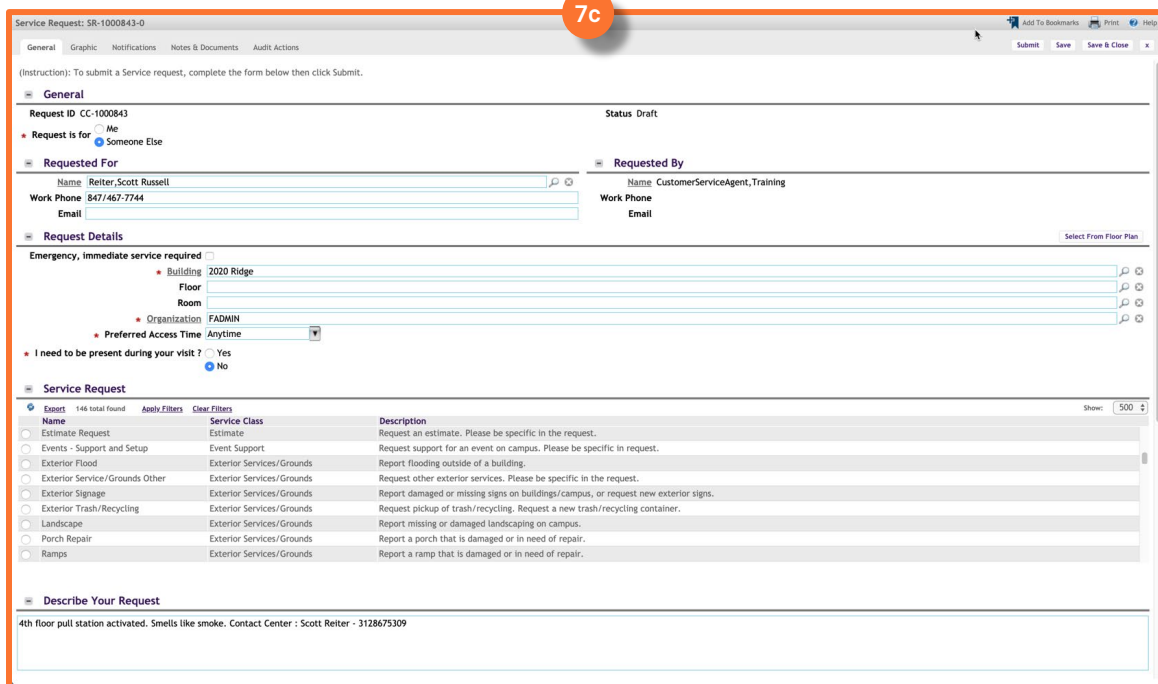 7c
Service Request: SR-1000843-0
Add To Bookmarks Print Help
General Graphic Notifications Notes & Documents Audit Actions
Submit Save Save & Close x
(Instruction): To submit a Service request, complete the form below then click Submit.
General
Request ID CC-1000843 Status Draft
* Request is for Me
Someone Else
Requested For Requested By
Name Reiter,Scott Russell Name CustomerServiceAgent,Training
Work Phone 847/467-7744 Work Phone
Email Email
Request Details Select From Floor Plan
Emergency, immediate service required
* Building 2020 Ridge
Floor
Room
* Organization FADMIN
* Preferred Access Time Anytime
* I need to be present during your visit ? Yes
No
Service Request
Export 146 total found Apply Filters Clear Filters Show: 500
Name Service Class Description
Estimate Request Estimate Request an estimate. Please be specific in the request.
Events - Support and Setup Event Support Request support for an event on campus. Please be specific in request.
Exterior Flood Exterior Services/Grounds Report flooding outside of a building.
Exterior Service/Grounds Other Exterior Services/Grounds Request other exterior services. Please be specific in the request.
Exterior Signage Exterior Services/Grounds Report damaged or missing signs on buildings/campus, or request new exterior signs.
Exterior Trash/Recycling Exterior Services/Grounds Request pickup of trash/recycling. Request a new trash/recycling container.
Landscape Exterior Services/Grounds Report missing or damaged landscaping on campus.
Porch Repair Exterior Services/Grounds Report a porch that is damaged or in need of repair.
Ramps Exterior Services/Grounds Report a ramp that is damaged or in need of repair.
Describe Your Request
4th floor pull station activated. Smells like smoke. Contact Center : Scott Reiter - 3128675309